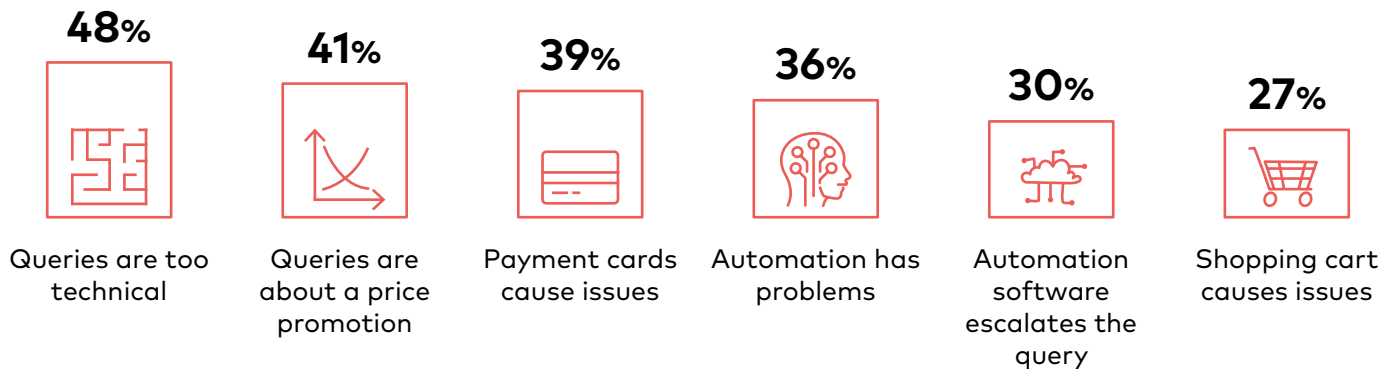 48%
Queries are too
technical
41%
Queries are
about a price
promotion
39%
Payment cards
cause issues
36%
Automation has
problems
30%
Automation
software
escalates the
query
27%
Shopping cart
causes issues